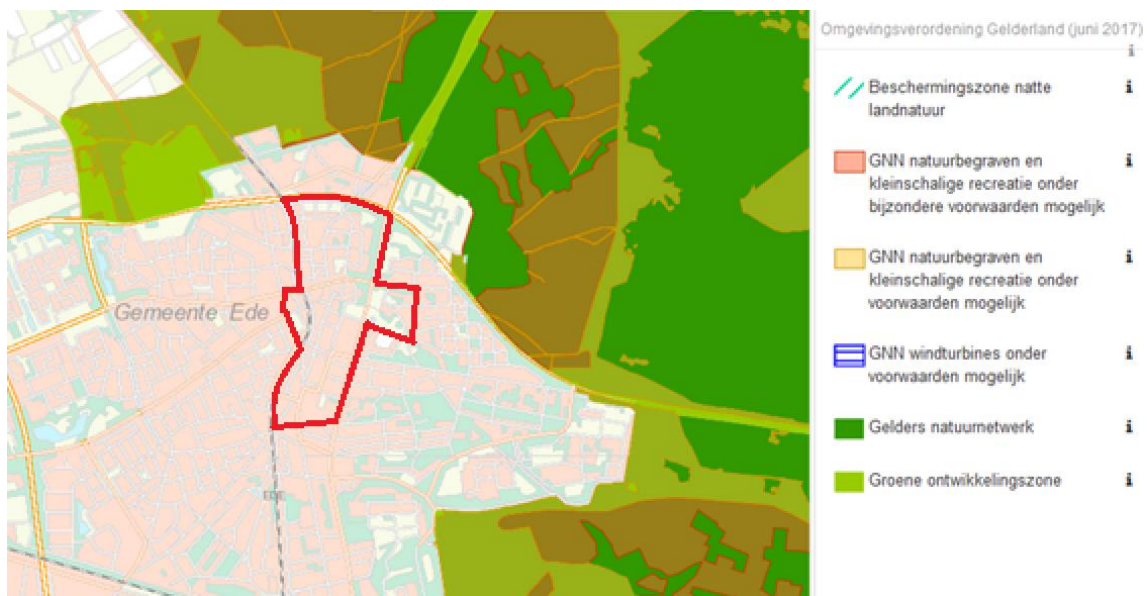 Omgevingsverordening Gelderland (juni 2017)
i
Beschermingszone natte
landnatuur
i
GNN natuurbegraven en
kleinschalige recreatie onder
bijzondere voorwaarden mogelijk
i
GNN natuurbegraven en
kleinschalige recreatie onder
voorwaarden mogelijk
i
GNN windturbines onder
voorwaarden mogelijk
i
Gelders natuurnetwerk
i
Groene ontwikkelingszone
i
Gemeente Ede
EDE